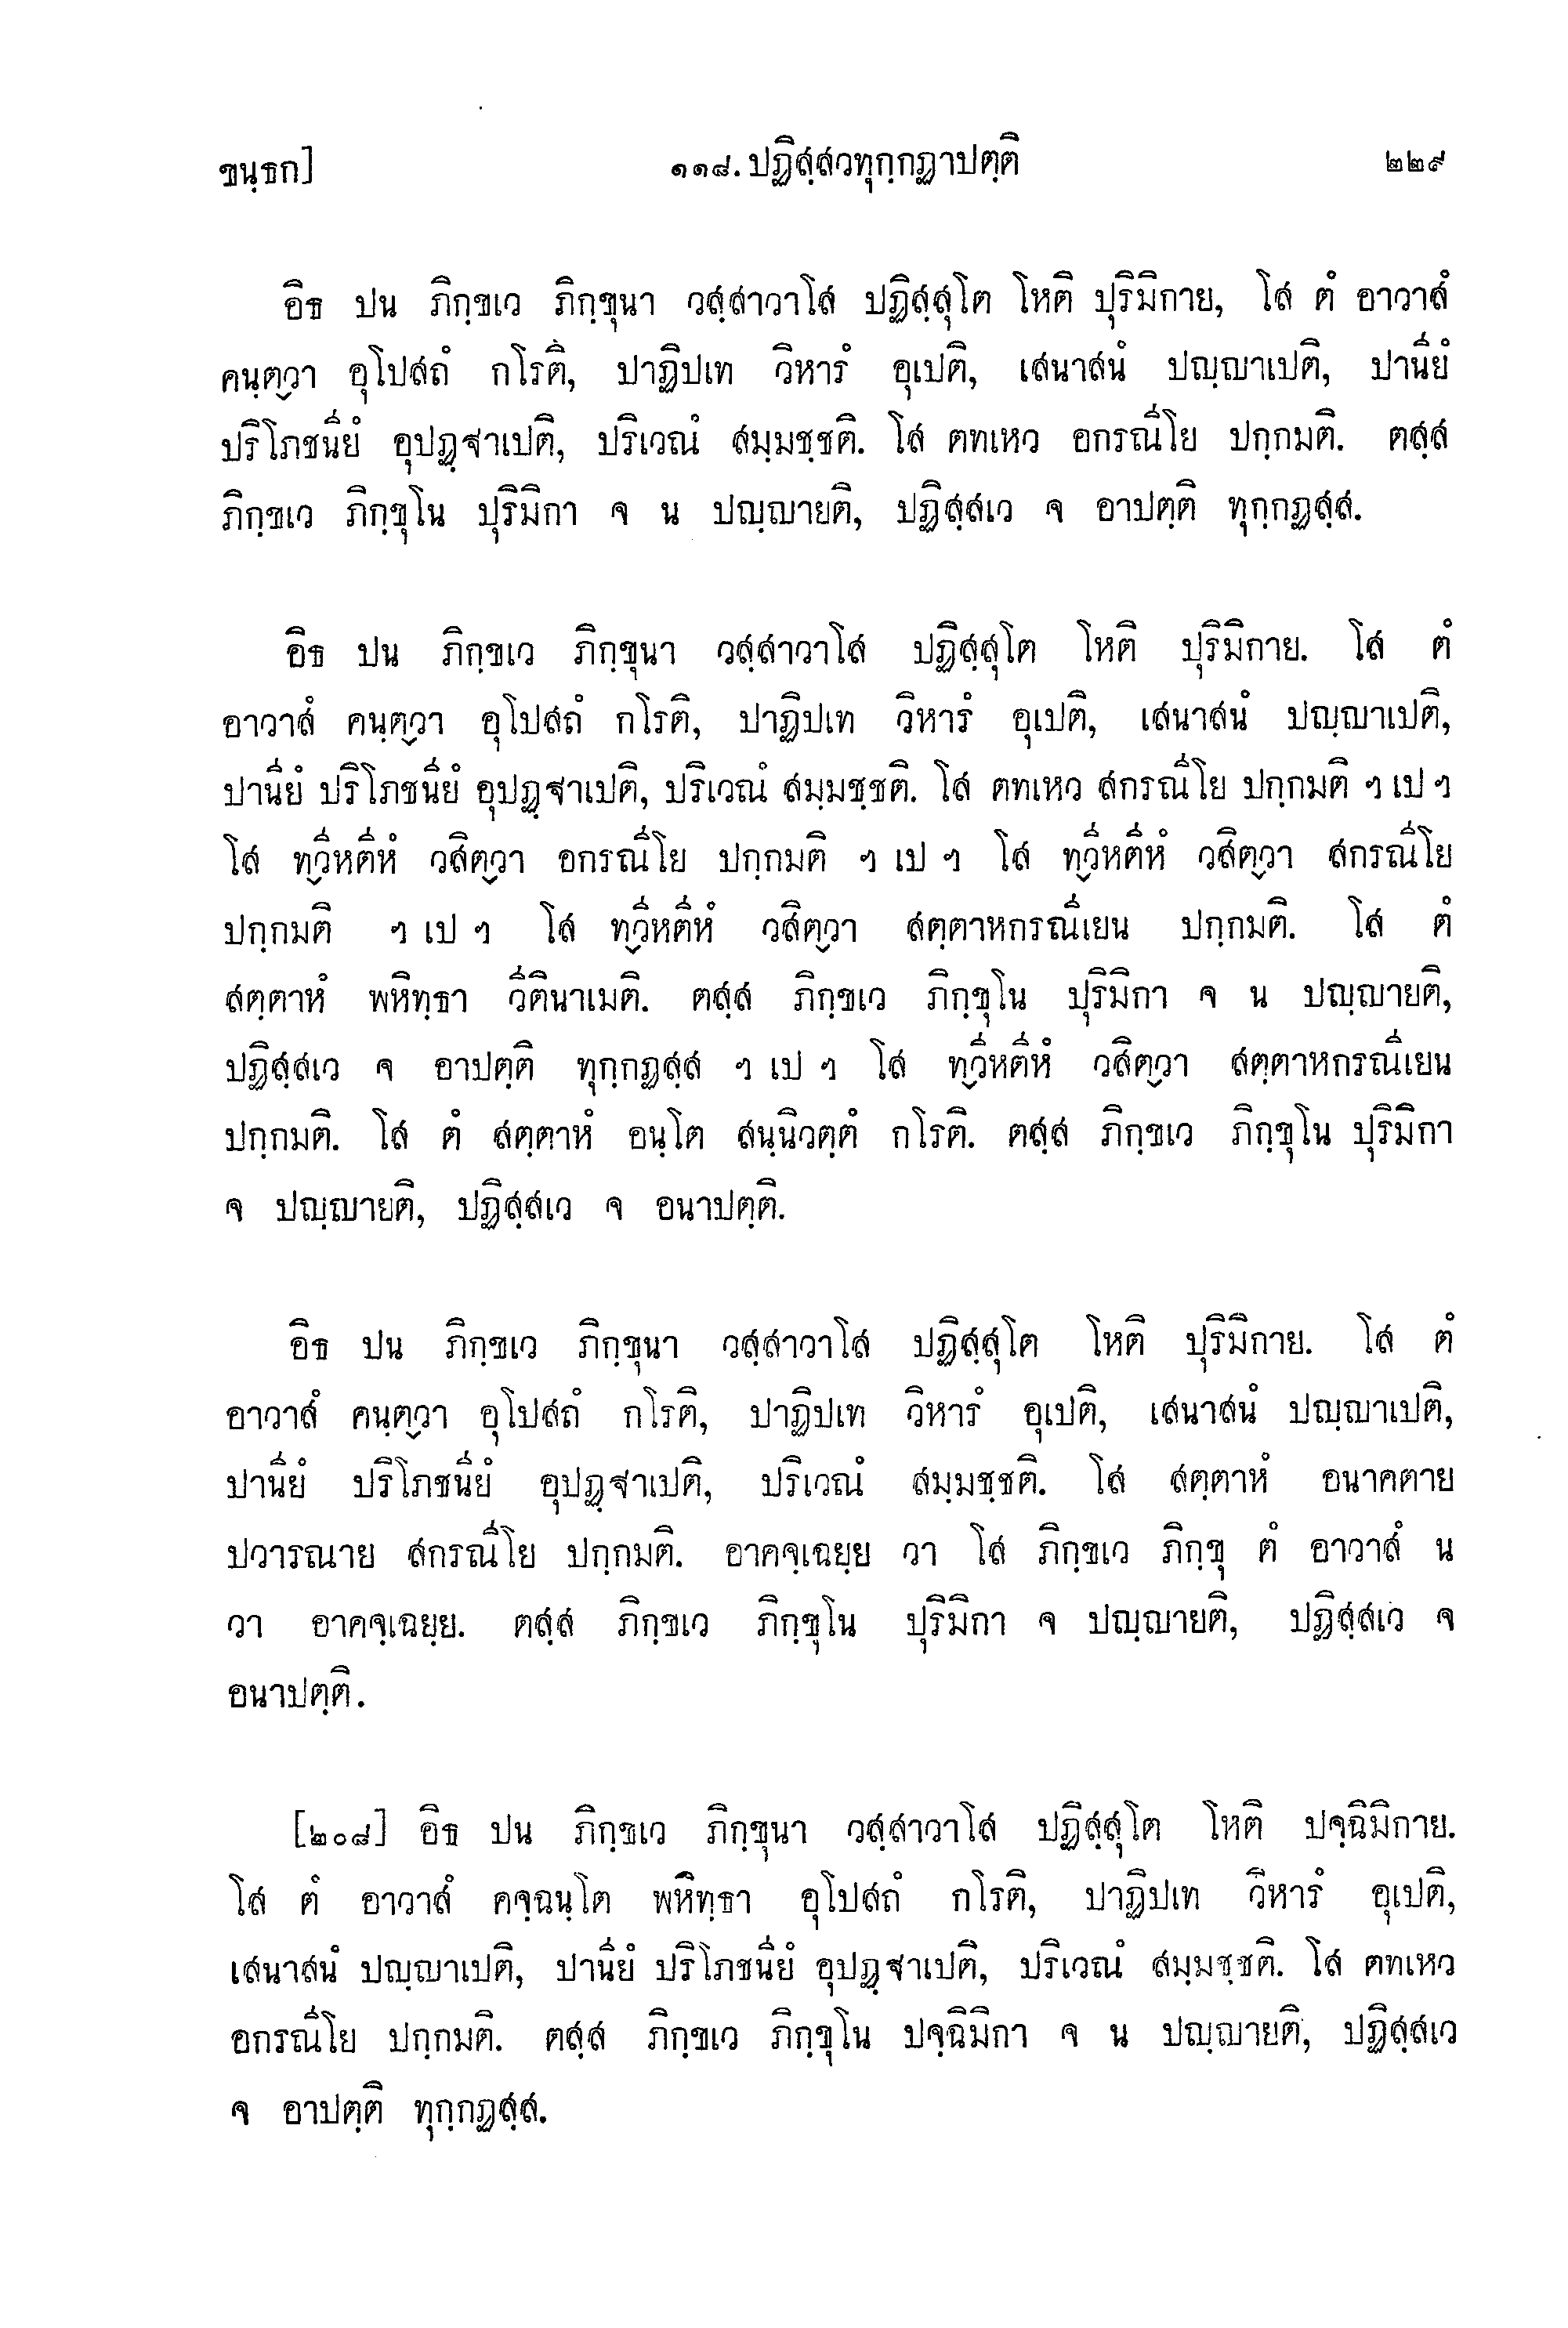 ขนฺธก]
๑๑๘. ปฏิสฺสวทุกฺกฏาปตฺติ
๒๒๙
อิธ ปน ภิกฺขเว ภิกฺขุนา วสฺสาวาโส ปฏิสฺสุโต โหติ ปุริมิกาย, โส ตํ อาวาสํ
คนฺตฺวา อุโปสถํ กโรติ, ปาฏิปเท วิหารํ อุเปติ, เสนาสนํ ปญฺญาเปติ, ปานียํ
ปริโภชนียํ อุปฏฺฐาเปติ, ปริเวณํ สมฺมชฺชติ. โส ตทเหว อกรณีโย ปกฺกมติ. ตสฺส
ภิกฺขเว ภิกฺขุโน ปุริมิกา จ น ปญฺญายติ, ปฏิสฺสเว จ อาปตฺติ ทุกฺกฏสฺส.
อิธ ปน ภิกฺขเว ภิกฺขุนา วสฺสาวาโส ปฏิสฺสุโต โหติ ปุริมิกาย. โส ตํ
อาวาสํ คนฺตฺวา อุโปสถํ กโรติ, ปาฏิปเท วิหารํ อุเปติ, เสนาสนํ ปญฺญาเปติ,
ปานียํ ปริโภชนียํ อุปฏฺฐาเปติ, ปริเวณํ สมฺมชฺชติ. โส ตทเหว สกรณีโย ปกฺกมติ ฯ เป ฯ
โส ทฺวีหตีหํ วสิตฺวา อกรณีโย ปกฺกมติ ฯ เป ฯ โส ทฺวีหตีหํ วสิตฺวา สกรณีโย
ปกฺกมติ ฯ เป ฯ โส ทฺวีหตีหํ วสิตฺวา สตฺตาหกรณีเยน ปกฺกมติ. โส ตํ
สตฺตาหํ พหิทฺธา วีตินาเมติ. ตสฺส ภิกฺขเว ภิกฺขุโน ปุริมิกา จ น ปญฺญายติ,
ปฏิสฺสเว จ อาปตฺติ ทุกฺกฏสฺส ฯ เป ฯ โส ทฺวีหตีหํ วสิตฺวา สตฺตาหกรณีเยน
ปกฺกมติ. โส ตํ สตฺตาหํ อนฺโต สนฺนิวตฺตํ กโรติ. ตสฺส ภิกฺขเว ภิกฺขุโน ปุริมิกา
จ ปญฺญายติ, ปฏิสฺสเว จ อนาปตฺติ.
อิธ ปน ภิกฺขเว ภิกฺขุนา วสฺสาวาโส ปฏิสฺสุโต โหติ ปุริมิกาย. โส ตํ
อาวาสํ คนฺตฺวา อุโปสถํ กโรติ, ปาฏิปเท วิหารํ อุเปติ, เสนาสนํ ปญฺญาเปติ,
ปานียํ ปริโภชนียํ อุปฏฺฐาเปติ, ปริเวณํ สมฺมชฺชติ. โส สตฺตาหํ อนาคตาย
ปวารณาย สกรณีโย ปกฺกมติ. อาคจฺเฉยฺย วา โส ภิกฺขเว ภิกฺขุ ตํ อาวาสํ น
วา อาคจฺเฉยฺย. ตสฺส ภิกฺขเว ภิกฺขุโน ปุริมิกา จ ปญฺญายติ, ปฏิสฺสเว จ
อนาปตฺติ.
[๒๐๘] อิธ ปน ภิกฺขเว ภิกฺขุนา วสฺสาวาโส ปฏิสฺสุโต โหติ ปจฺฉิมิกาย.
โส ตํ อาวาสํ คจฺฉนฺโต พหิทฺธา อุโปสถํ กโรติ, ปาฏิปเท วิหารํ อุเปติ,
เสนาสนํ ปญฺญาเปติ, ปานียํ ปริโภชนียํ อุปฏฺฐาเปติ, ปริเวณํ สมฺมชฺชติ. โส ตทเหว
อกรณีโย ปกฺกมติ. ตสฺส ภิกฺขเว ภิกฺขุโน ปจฺฉิมิกา จ น ปญฺญายติ, ปฏิสฺสเว
จ อาปตฺติ ทุกฺกฏสฺส.